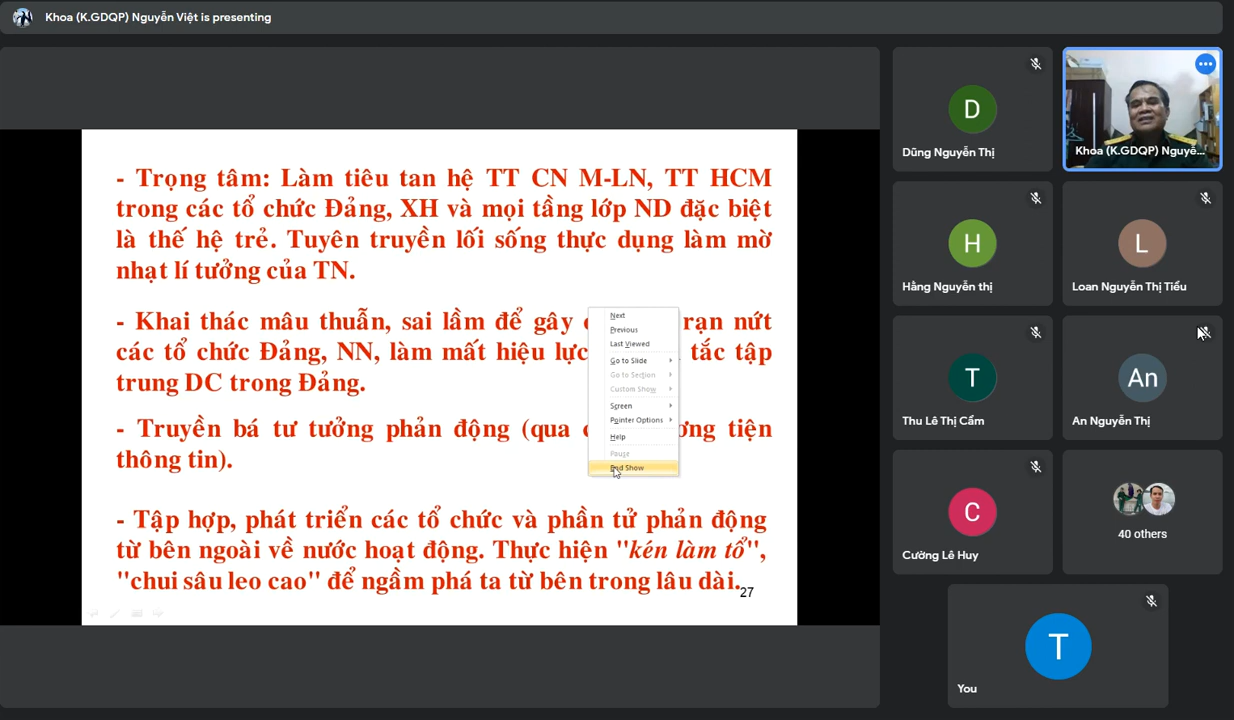 Khoa (K.GDQP) Nguyễn Việt is presenting
- Trọng tâm: Làm tiêu tan hệ TT CN M-LN, TT HCM
trong các tổ chức Đảng, XH và mọi tầng lớp ND đặc biệt
là thế hệ trẻ. Tuyên truyền lối sống thực dụng làm mờ
nhạt lí tưởng của TN.
- Khai thác mâu thuẫn, sai lầm để gây rạn nứt
các tổ chức Đảng, NN, làm mất hiệu lực tắc tập
trung DC trong Đảng.
- Truyền bá tư tưởng phản động (qua tiện
thông tin).
- Tập hợp, phát triển các tổ chức và phần tử phản động
từ bên ngoài về nước hoạt động. Thực hiện "kén làm tổ",
"chui sâu leo cao" để ngầm phá ta từ bên trong lâu dài.
27
Next
Previous
Last Viewed
Go to Slide
Go to Section
Custom Show
Screen
Pointer Options
Help
Pause
End Show
D
Dũng Nguyễn Thị
Khoa (K.GDQP) Nguyễ...
H
Hằng Nguyễn thị
L
Loan Nguyễn Thị Tiểu
T
Thu Lê Thị Cẩm
An
An Nguyễn Thị
C
Cường Lê Huy
40 others
T
You